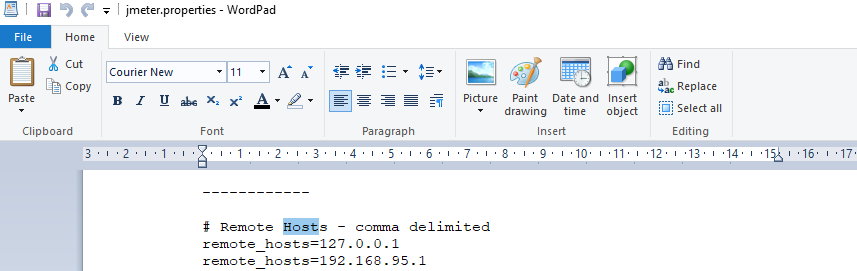 jmeter.properties - WordPad
File Home View
Paste
Cut
Copy
Clipboard
Courier New 11 A A
B I U abc X₂ X² A
Font
Paragraph
Picture
Paint drawing
Date and time
Insert object
Insert
Find
Replace
Select all
Editing
3 2 1 1 2 3 4 5 6 7 8 9 10 11 12 13 14 15 16 17
------------
# Remote Hosts - comma delimited
remote_hosts=127.0.0.1
remote_hosts=192.168.95.1